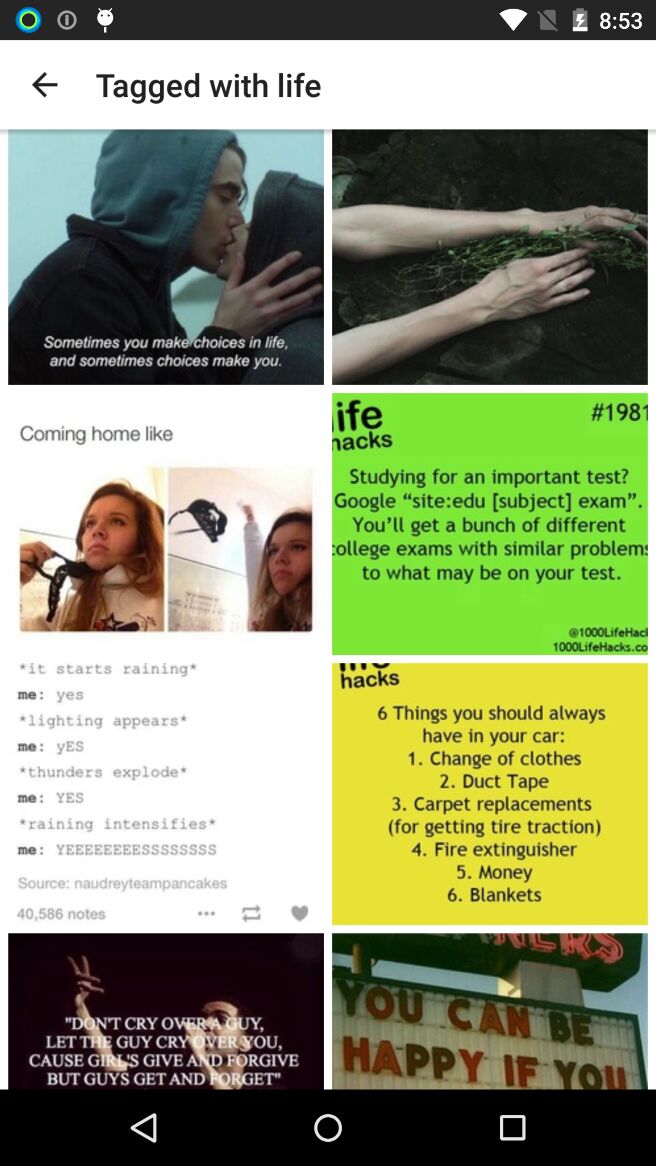 8:53
Tagged with life
Sometimes you make choices in life,
and sometimes choices make you.
Coming home like
ife
hacks
#1981
Studying for an important test?
Google “site:edu [subject] exam”.
You’ll get a bunch of different
college exams with similar problems
to what may be on your test.
@1000LifeHac
1000LifeHacks.co
*it starts raining*
me: yes
*lighting appears*
me: yES
*thunders explode*
me: YES
*raining intensifies*
me: YEEEEEEEESSSSSSSS
Source: naudreyteampancakes
40,586 notes
hacks
6 Things you should always
have in your car:
1. Change of clothes
2. Duct Tape
3. Carpet replacements
(for getting tire traction)
4. Fire extinguisher
5. Money
6. Blankets
"DON'T CRY OVER A GUY,
LET THE GUY CRY OVER YOU,
CAUSE GIRL'S GIVE AND FORGIVE
BUT GUYS GET AND FORGET"
YOU CAN BE
HAPPY IF YOU